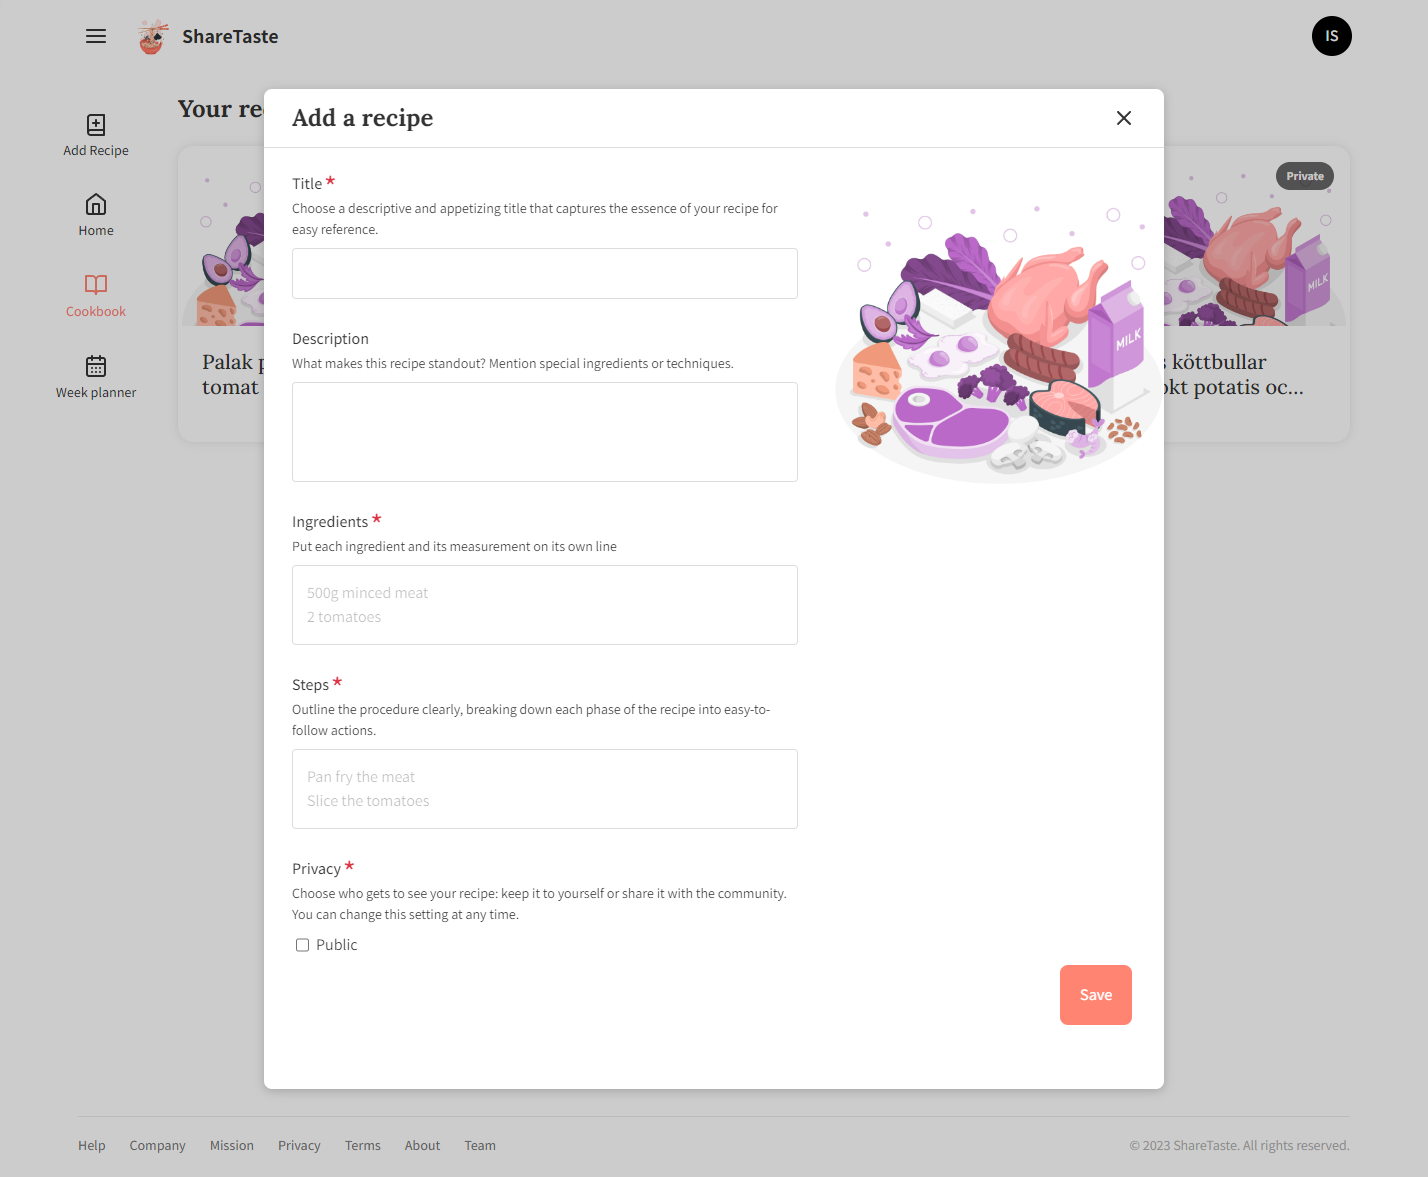 ShareTaste
IS
Add Recipe
Home
Cookbook
Week planner
Your
Palak
tomat
Private
köttbullar
potatis oc...
Add a recipe
Title *
Choose a descriptive and appetizing title that captures the essence of your recipe for
easy reference.
Description
What makes this recipe standout? Mention special ingredients or techniques.
Ingredients *
Put each ingredient and its measurement on its own line
500g minced meat
2 tomatoes
Steps *
Outline the procedure clearly, breaking down each phase of the recipe into easy-to-
follow actions.
Pan fry the meat
Slice the tomatoes
Privacy *
Choose who gets to see your recipe: keep it to yourself or share it with the community.
You can change this setting at any time.
Public
MILK
MILK
Save
Help Company Mission Privacy Terms About Team
© 2023 ShareTaste. All rights reserved.